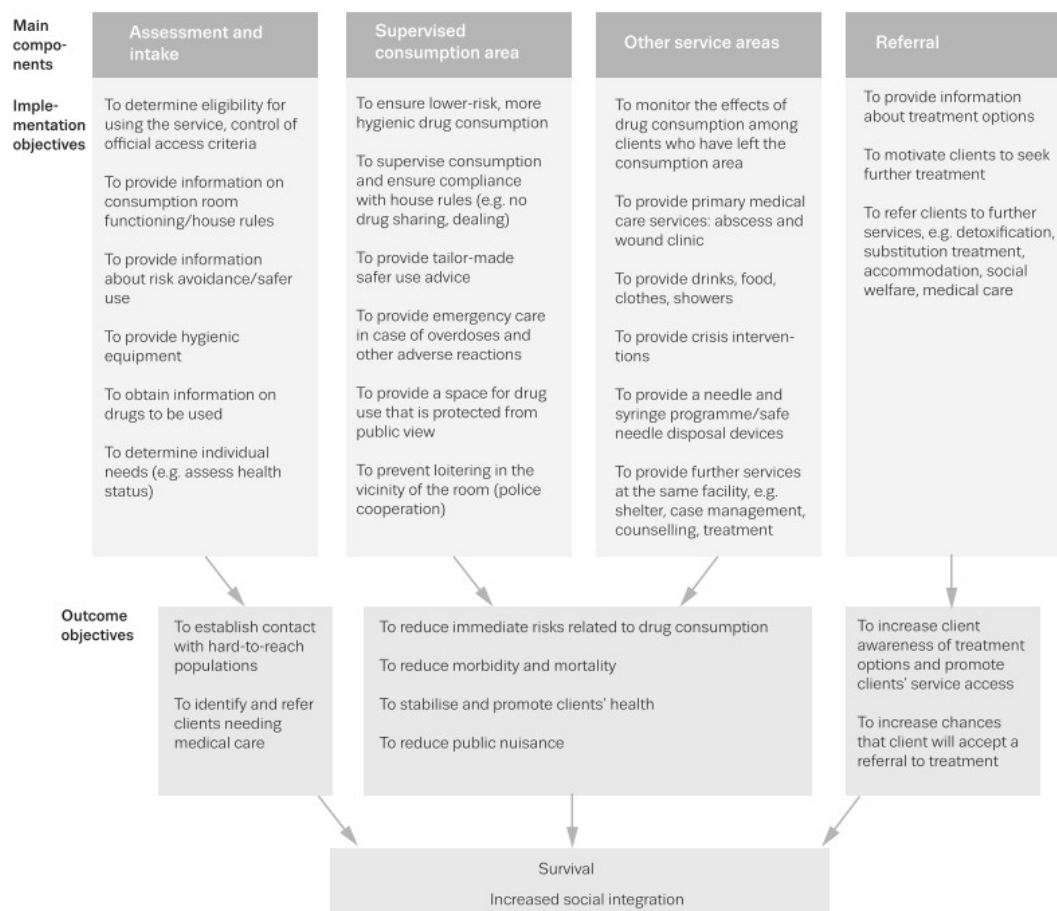 Main
compo-
nents
Assessment and
intake
Supervised
consumption area
Other service areas
Referral
Imple-
mentation
objectives
To determine eligibility for
using the service, control of
official access criteria
To provide information on
consumption room
functioning/house rules
To provide information
about risk avoidance/safer
use
To provide hygienic
equipment
To obtain information on
drugs to be used
To determine individual
needs (e.g. assess health
status)
To ensure lower-risk, more
hygienic drug consumption
To supervise consumption
and ensure compliance
with house rules (e.g. no
drug sharing, dealing)
To provide tailor-made
safer use advice
To provide emergency care
in case of overdoses and
other adverse reactions
To provide a space for drug
use that is protected from
public view
To prevent loitering in the
vicinity of the room (police
cooperation)
To monitor the effects of
drug consumption among
clients who have left the
consumption area
To provide primary medical
care services: abscess and
wound clinic
To provide drinks, food,
clothes, showers
To provide crisis interven-
tions
To provide a needle and
syringe programme/safe
needle disposal devices
To provide further services
at the same facility, e.g.
shelter, case management,
counselling, treatment
To provide information
about treatment options
To motivate clients to seek
further treatment
To refer clients to further
services, e.g. detoxification,
substitution treatment,
accommodation, social
welfare, medical care
Outcome
objectives
To establish contact
with hard-to-reach
populations
To identify and refer
clients needing
medical care
To reduce immediate risks related to drug consumption
To reduce morbidity and mortality
To stabilise and promote clients' health
To reduce public nuisance
To increase client
awareness of treatment
options and promote
clients' service access
To increase chances
that client will accept a
referral to treatment
Survival
Increased social integration